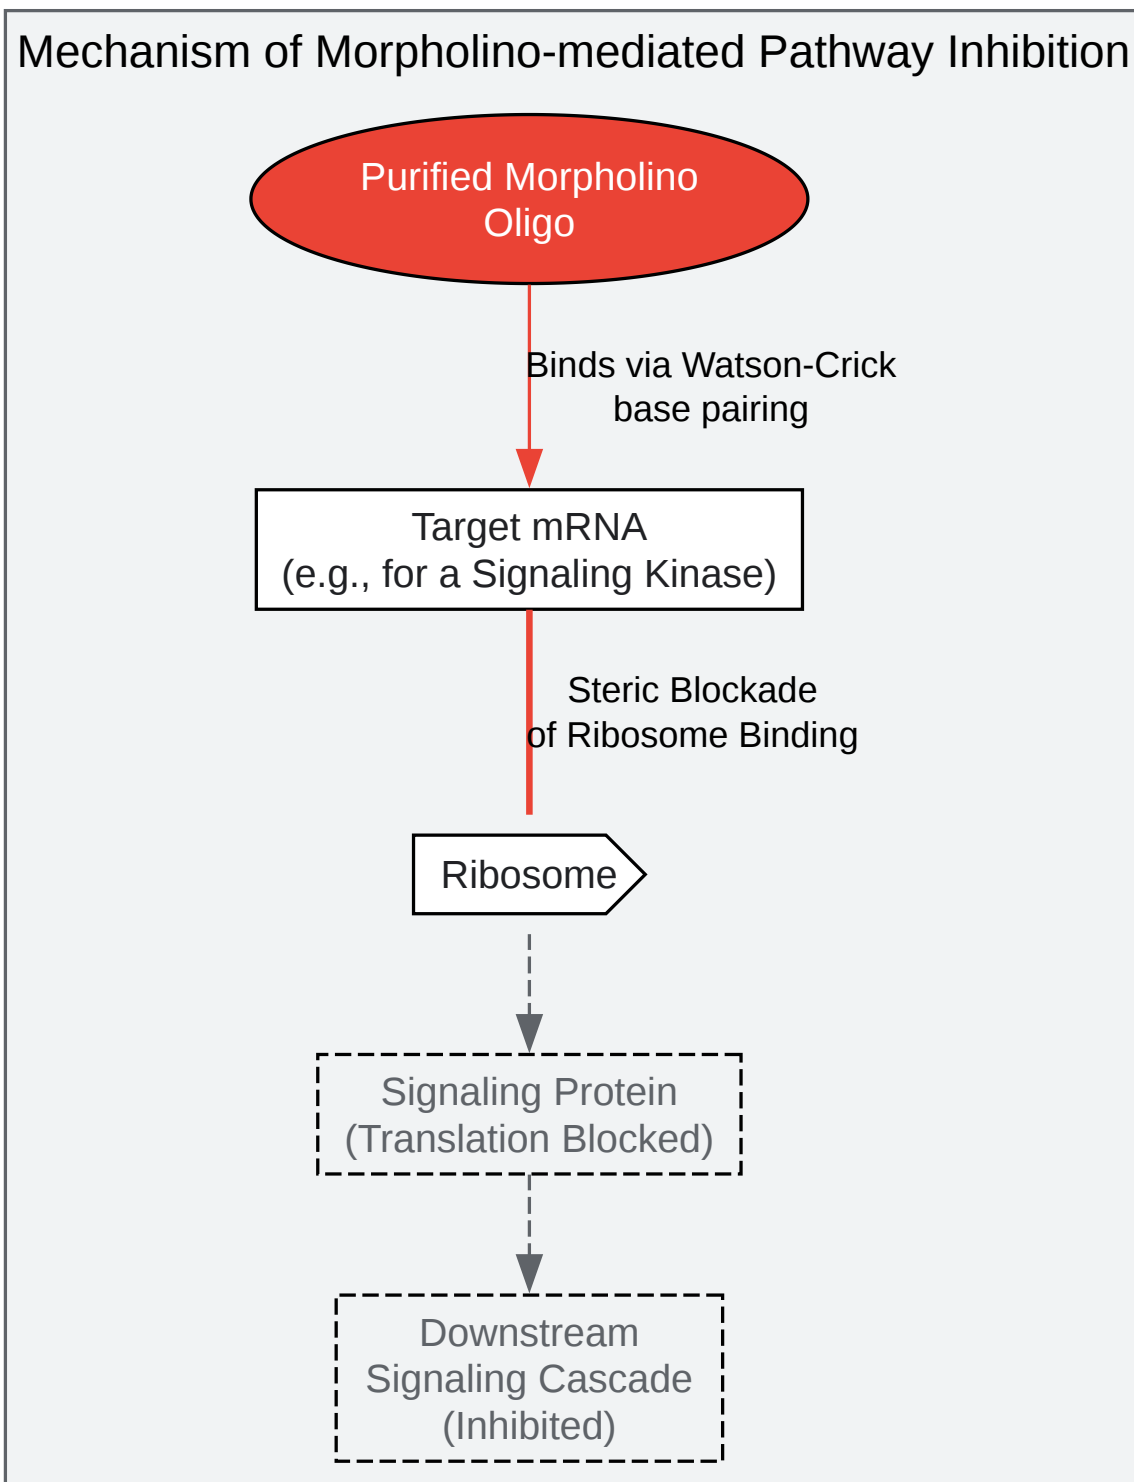 Mechanism of Morpholino-mediated Pathway Inhibition
Purified Morpholino
Oligo
Binds via Watson-Crick
base pairing
Target mRNA
(e.g., for a Signaling Kinase)
Steric Blockade
of Ribosome Binding
Ribosome
Signaling Protein
(Translation Blocked)
Downstream
Signaling Cascade
(Inhibited)